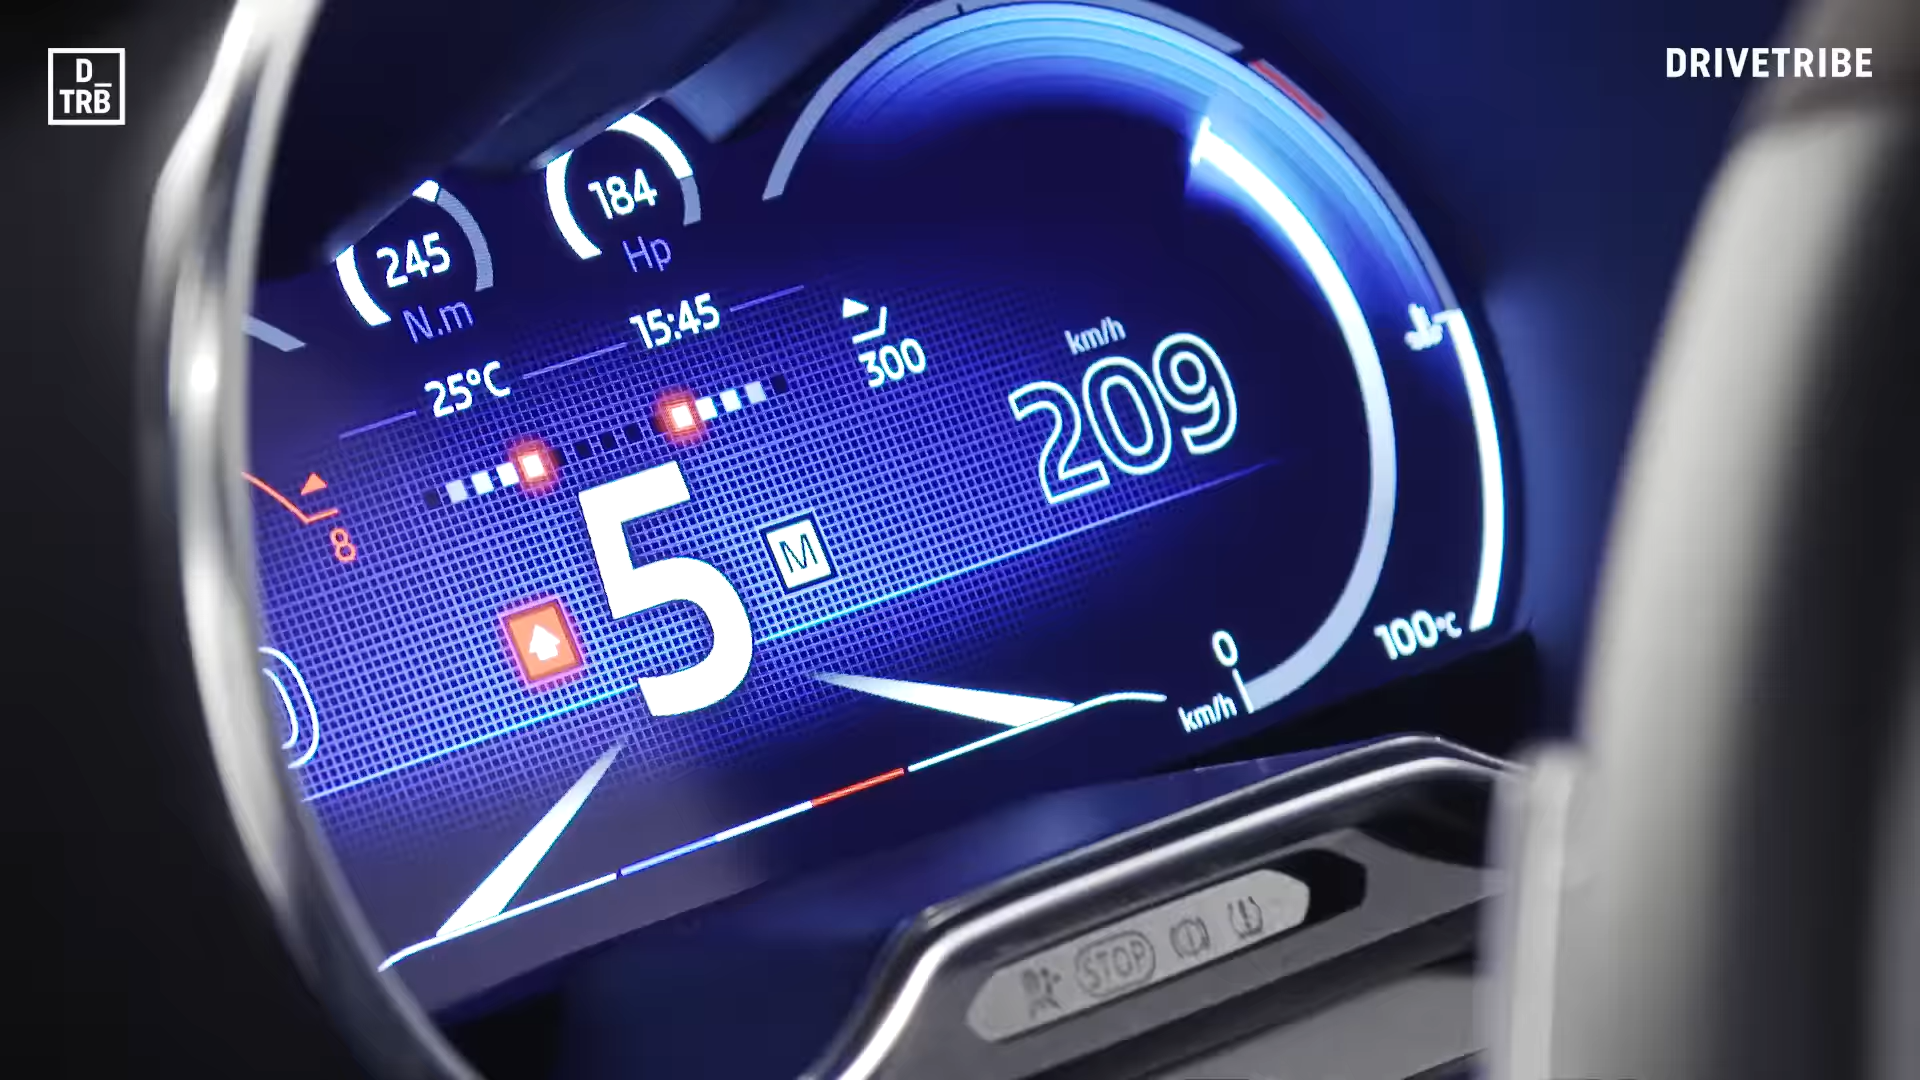 D_
TRB
DRIVETRIBE
184
Hp
245
N.m
15:45
25°C
300
km/h
209
8
5
M
0
km/h
100°C
STOP